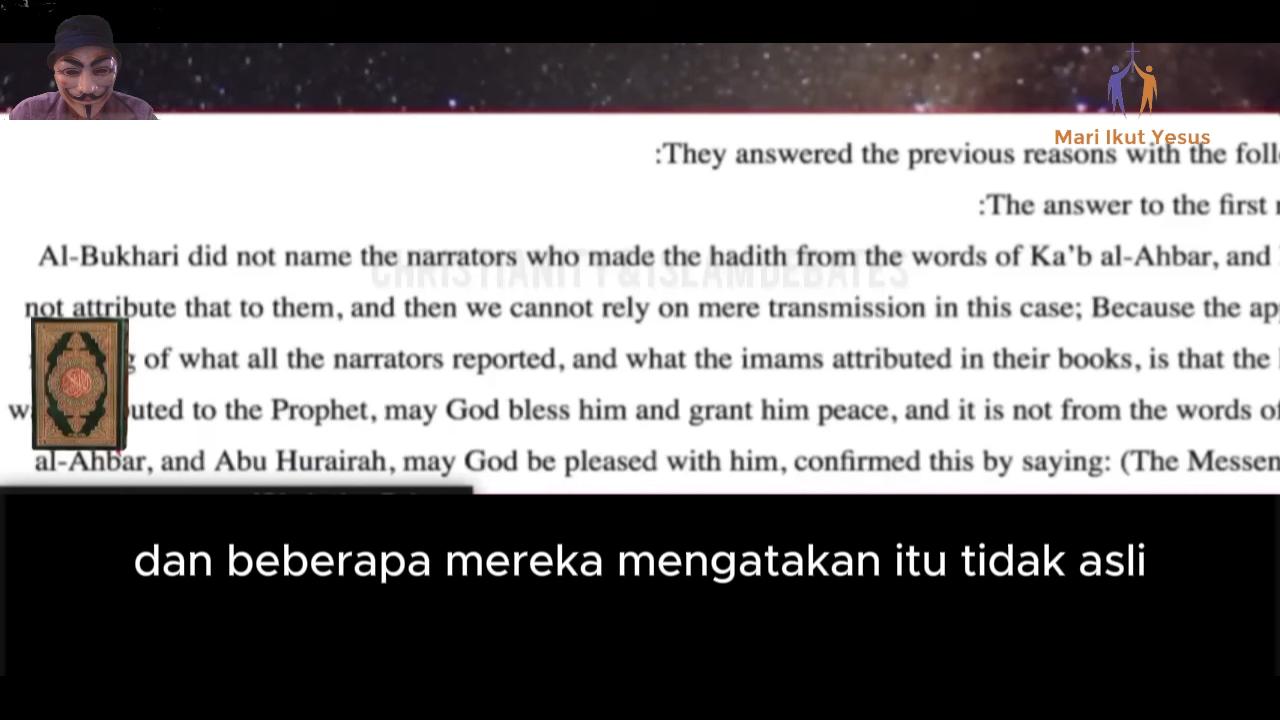 Mari Ikut Yesus
:They answered the previous reasons with the
:The answer to the first
Al-Bukhari did not name the narrators who made the hadith from the words of Ka'b al-Ahbar, and
CHRISTIANITY & ISLAM DEBATES
not attribute that to them, and then we cannot rely on mere transmission in this case; Because the
of what all the narrators reported, and what the imams attributed in their books, is that the
to the Prophet, may God bless him and grant him peace, and it is not from the words of
al-Ahbar, and Abu Hurairah, may God be pleased with him, confirmed this by saying: (The
dan beberapa mereka mengatakan itu tidak asli